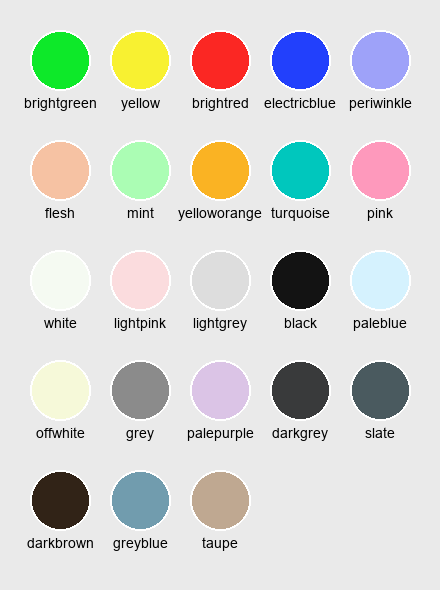 brightgreen yellow brightred electricblue periwinkle
flesh mint yelloworange turquoise pink
white lightpink lightgrey black paleblue
offwhite grey palepurple darkgrey slate
darkbrown greyblue taupe